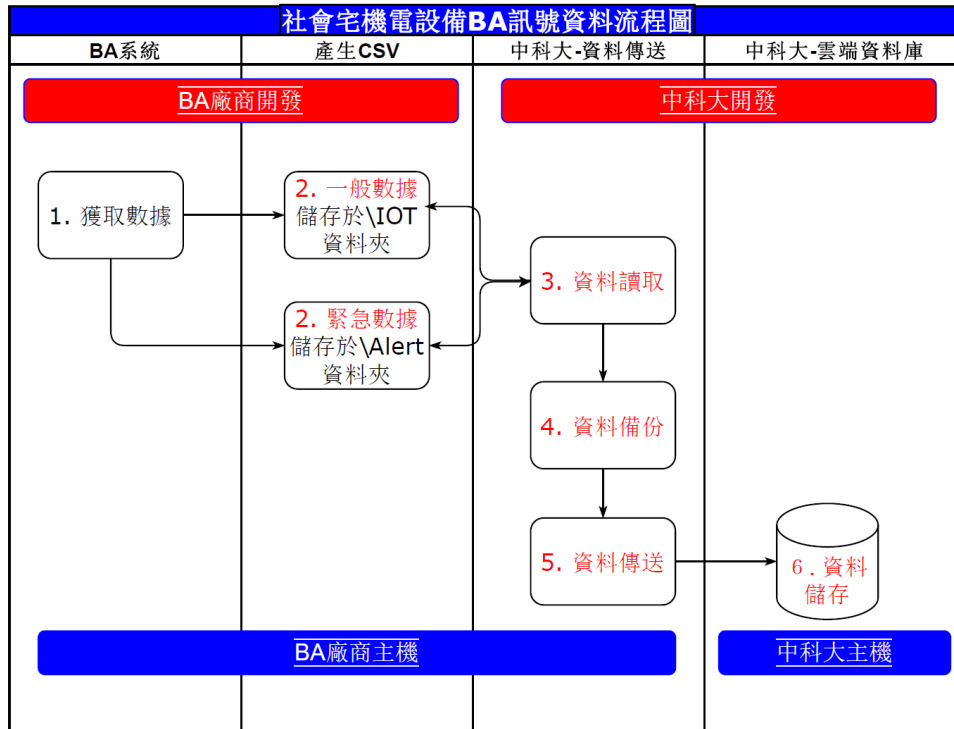 社會宅機電設備BA訊號資料流程圖
BA系統
產生CSV
中科大-資料傳送
中科大-雲端資料庫
BA廠商開發
中科大開發
1. 獲取數據
2. 一般數據
儲存於\IOT
資料夾
2. 緊急數據
儲存於\Alert
資料夾
3. 資料讀取
4. 資料備份
5. 資料傳送
６.資料
儲存
BA廠商主機
中科大主機